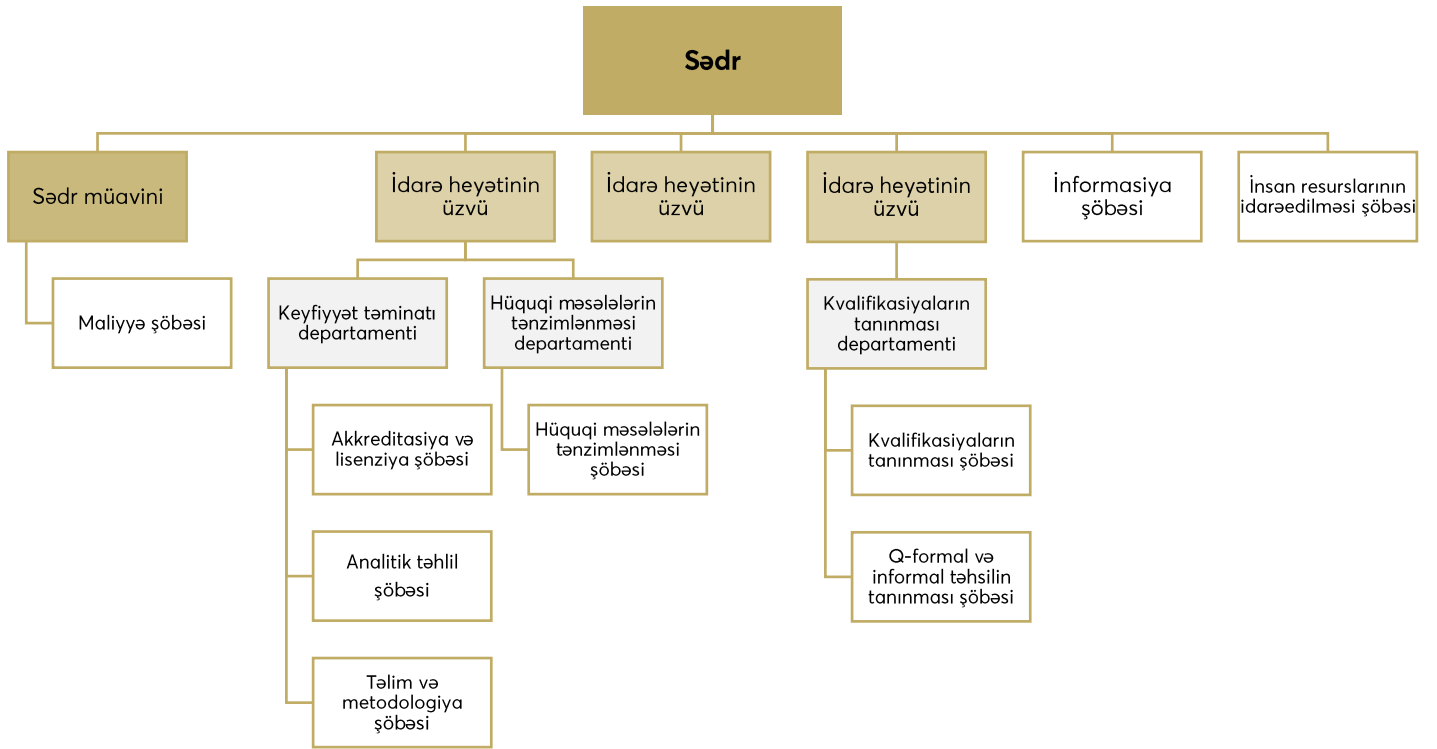 Sədr
Sədr müavini
İdarə heyətinin
üzvü
İdarə heyətinin
üzvü
İdarə heyətinin
üzvü
İnformasiya
şöbəsi
İnsan resurslarının
idarəedilməsi şöbəsi
Maliyyə şöbəsi
Keyfiyyət təminatı
departamenti
Hüquqi məsələlərin
tənzimlənməsi
departamenti
Kvalifikasiyaların
tanınması
departamenti
Akkreditasiya və
lisenziya şöbəsi
Hüquqi məsələlərin
tənzimlənməsi
şöbəsi
Kvalifikasiyaların
tanınması şöbəsi
Analitik təhlil
şöbəsi
Q-formal və
informal təhsilin
tanınması şöbəsi
Təlim və
metodologiya
şöbəsi